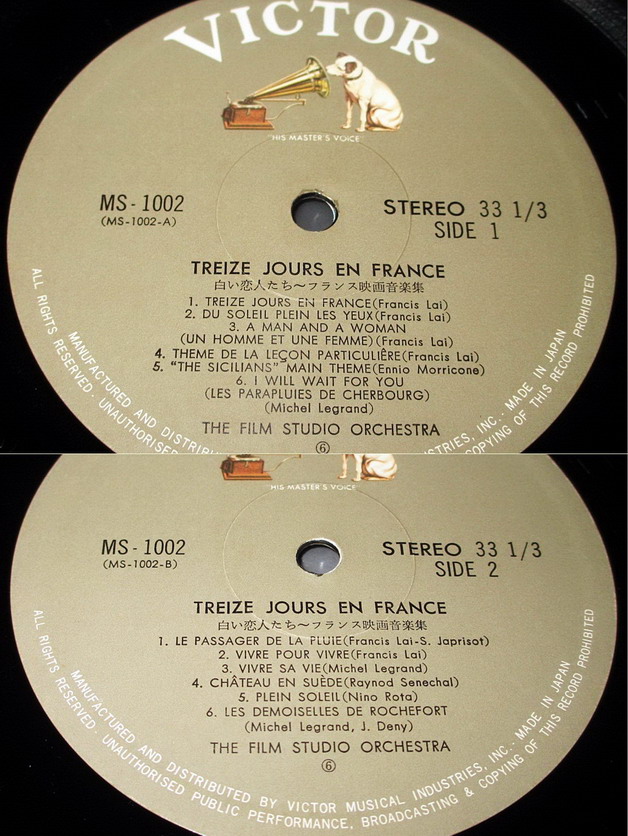 VICTOR
"HIS MASTER'S VOICE"
MS-1002
(MS-1002-A)
STEREO 33 1/3
SIDE 1
TREIZE JOURS EN FRANCE
白い恋人たち〜フランス映画音楽集
1. TREIZE JOURS EN FRANCE(Francis Lai)
2. DU SOLEIL PLEIN LES YEUX(Francis Lai)
3. A MAN AND A WOMAN
(UN HOMME ET UNE FEMME)(Francis Lai)
4. THEME DE LA LEÇON PARTICULIÊRE(Francis Lai)
5. "THE SICILIANS" MAIN THEME(Ennio Morricone)
6. I WILL WAIT FOR YOU
(LES PARAPLUIES DE CHERBOURG)
(Michel Legrand)
THE FILM STUDIO ORCHESTRA
⑥
MANUFACTURED AND DISTRIBU
USTRIES, INC.· MADE IN JAPAN
ALL RIGHTS RESERVED· UNAUTHORISE
COPYING OF THIS RECORD PROHIBITED
HIS MASTER'S VOICE"
MS-1002
(MS-1002-B)
STEREO 33 1/3
SIDE 2
TREIZE JOURS EN FRANCE
白い恋人たち〜フランス映画音楽集
1. LE PASSAGER DE LA PLUIE(Francis Lai-S. Japrisot)
2. VIVRE POUR VIVRE(Francis Lai)
3. VIVRE SA VIE(Michel Legrand)
4. CHÂTEAU EN SUÈDE(Raynod Senechal)
5. PLEIN SOLEIL(Nino Rota)
6. LES DEMOISELLES DE ROCHEFORT
(Michel Legrand, J. Deny)
THE FILM STUDIO ORCHESTRA
⑥
MANUFACTURED AND DISTRIBUTED BY VICTOR MUSICAL INDUSTRIES, INC.· MADE IN JAPAN
ALL RIGHTS RESERVED· UNAUTHORISED PUBLIC PERFORMANCE, BROADCASTING & COPYING OF THIS RECORD PROHIBITED